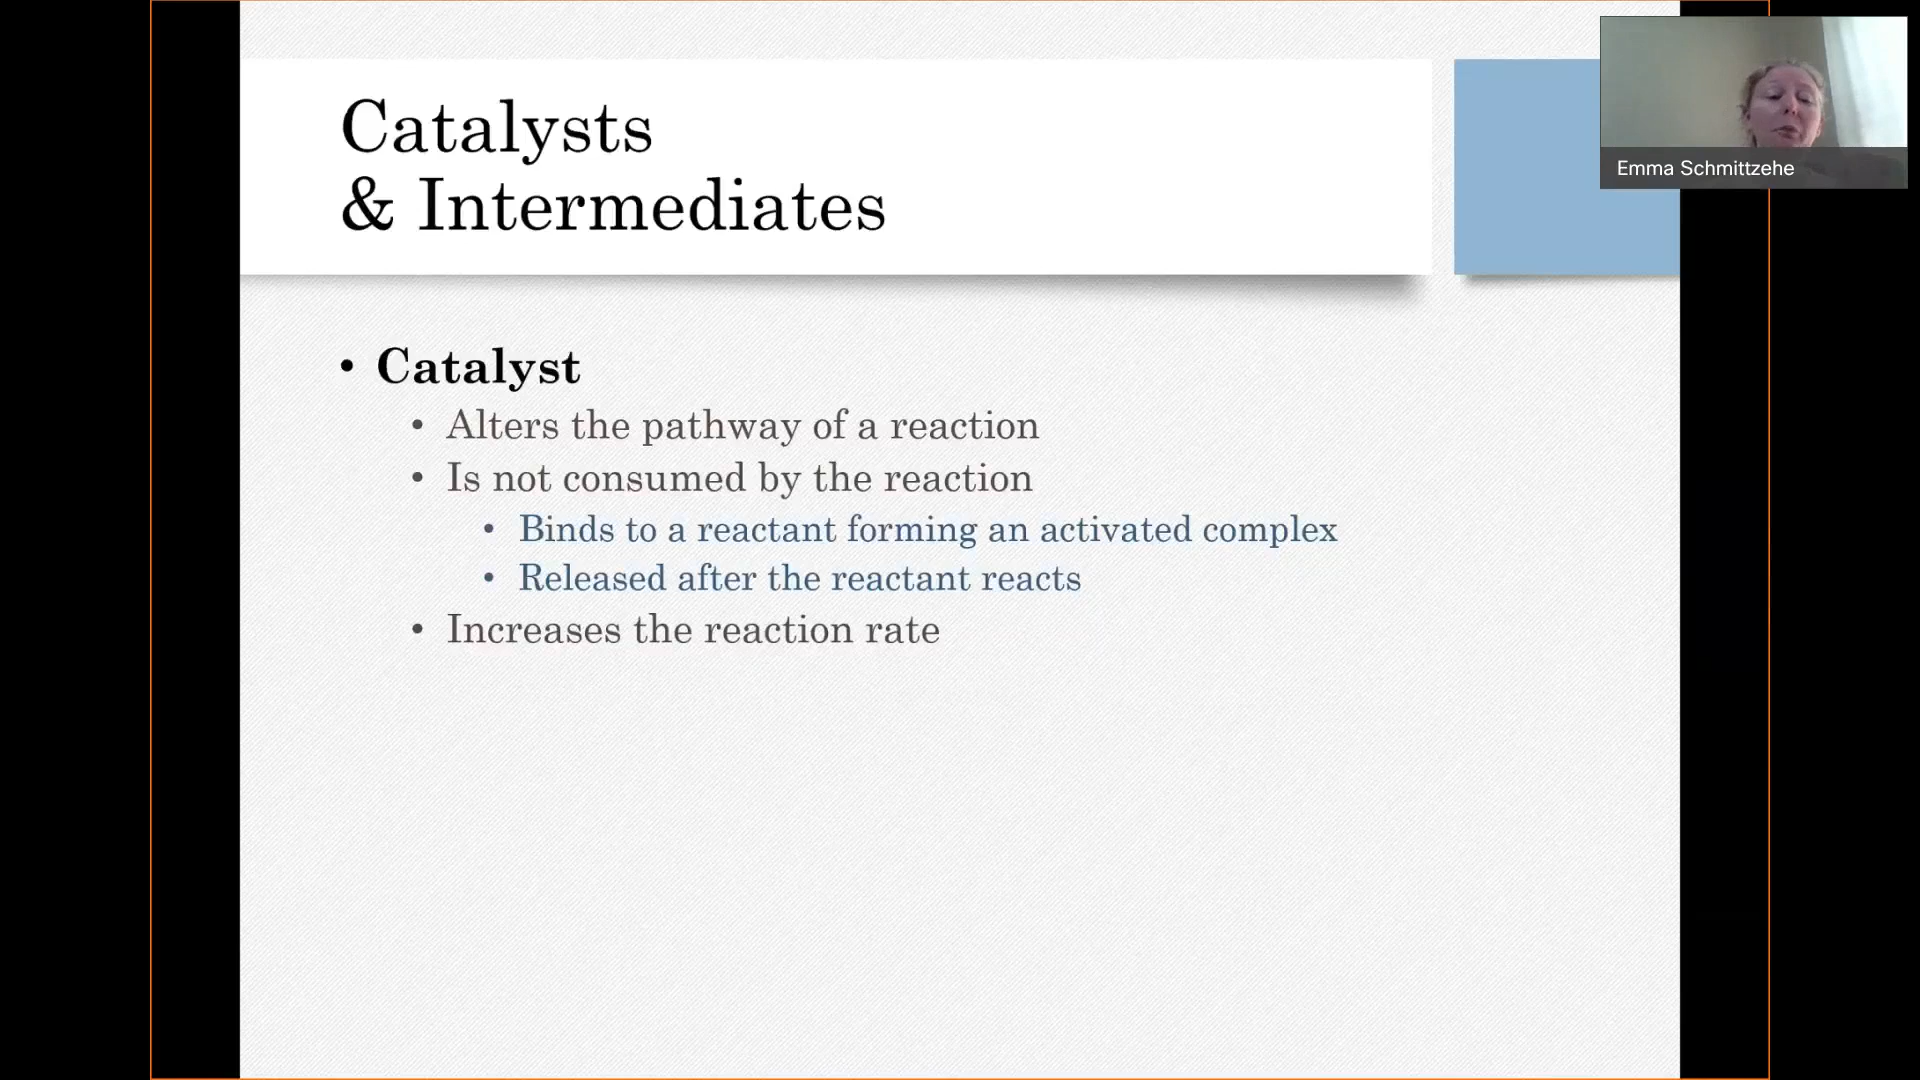 Catalysts
& Intermediates
Emma Schmittzehe
• Catalyst
• Alters the pathway of a reaction
• Is not consumed by the reaction
• Binds to a reactant forming an activated complex
• Released after the reactant reacts
• Increases the reaction rate